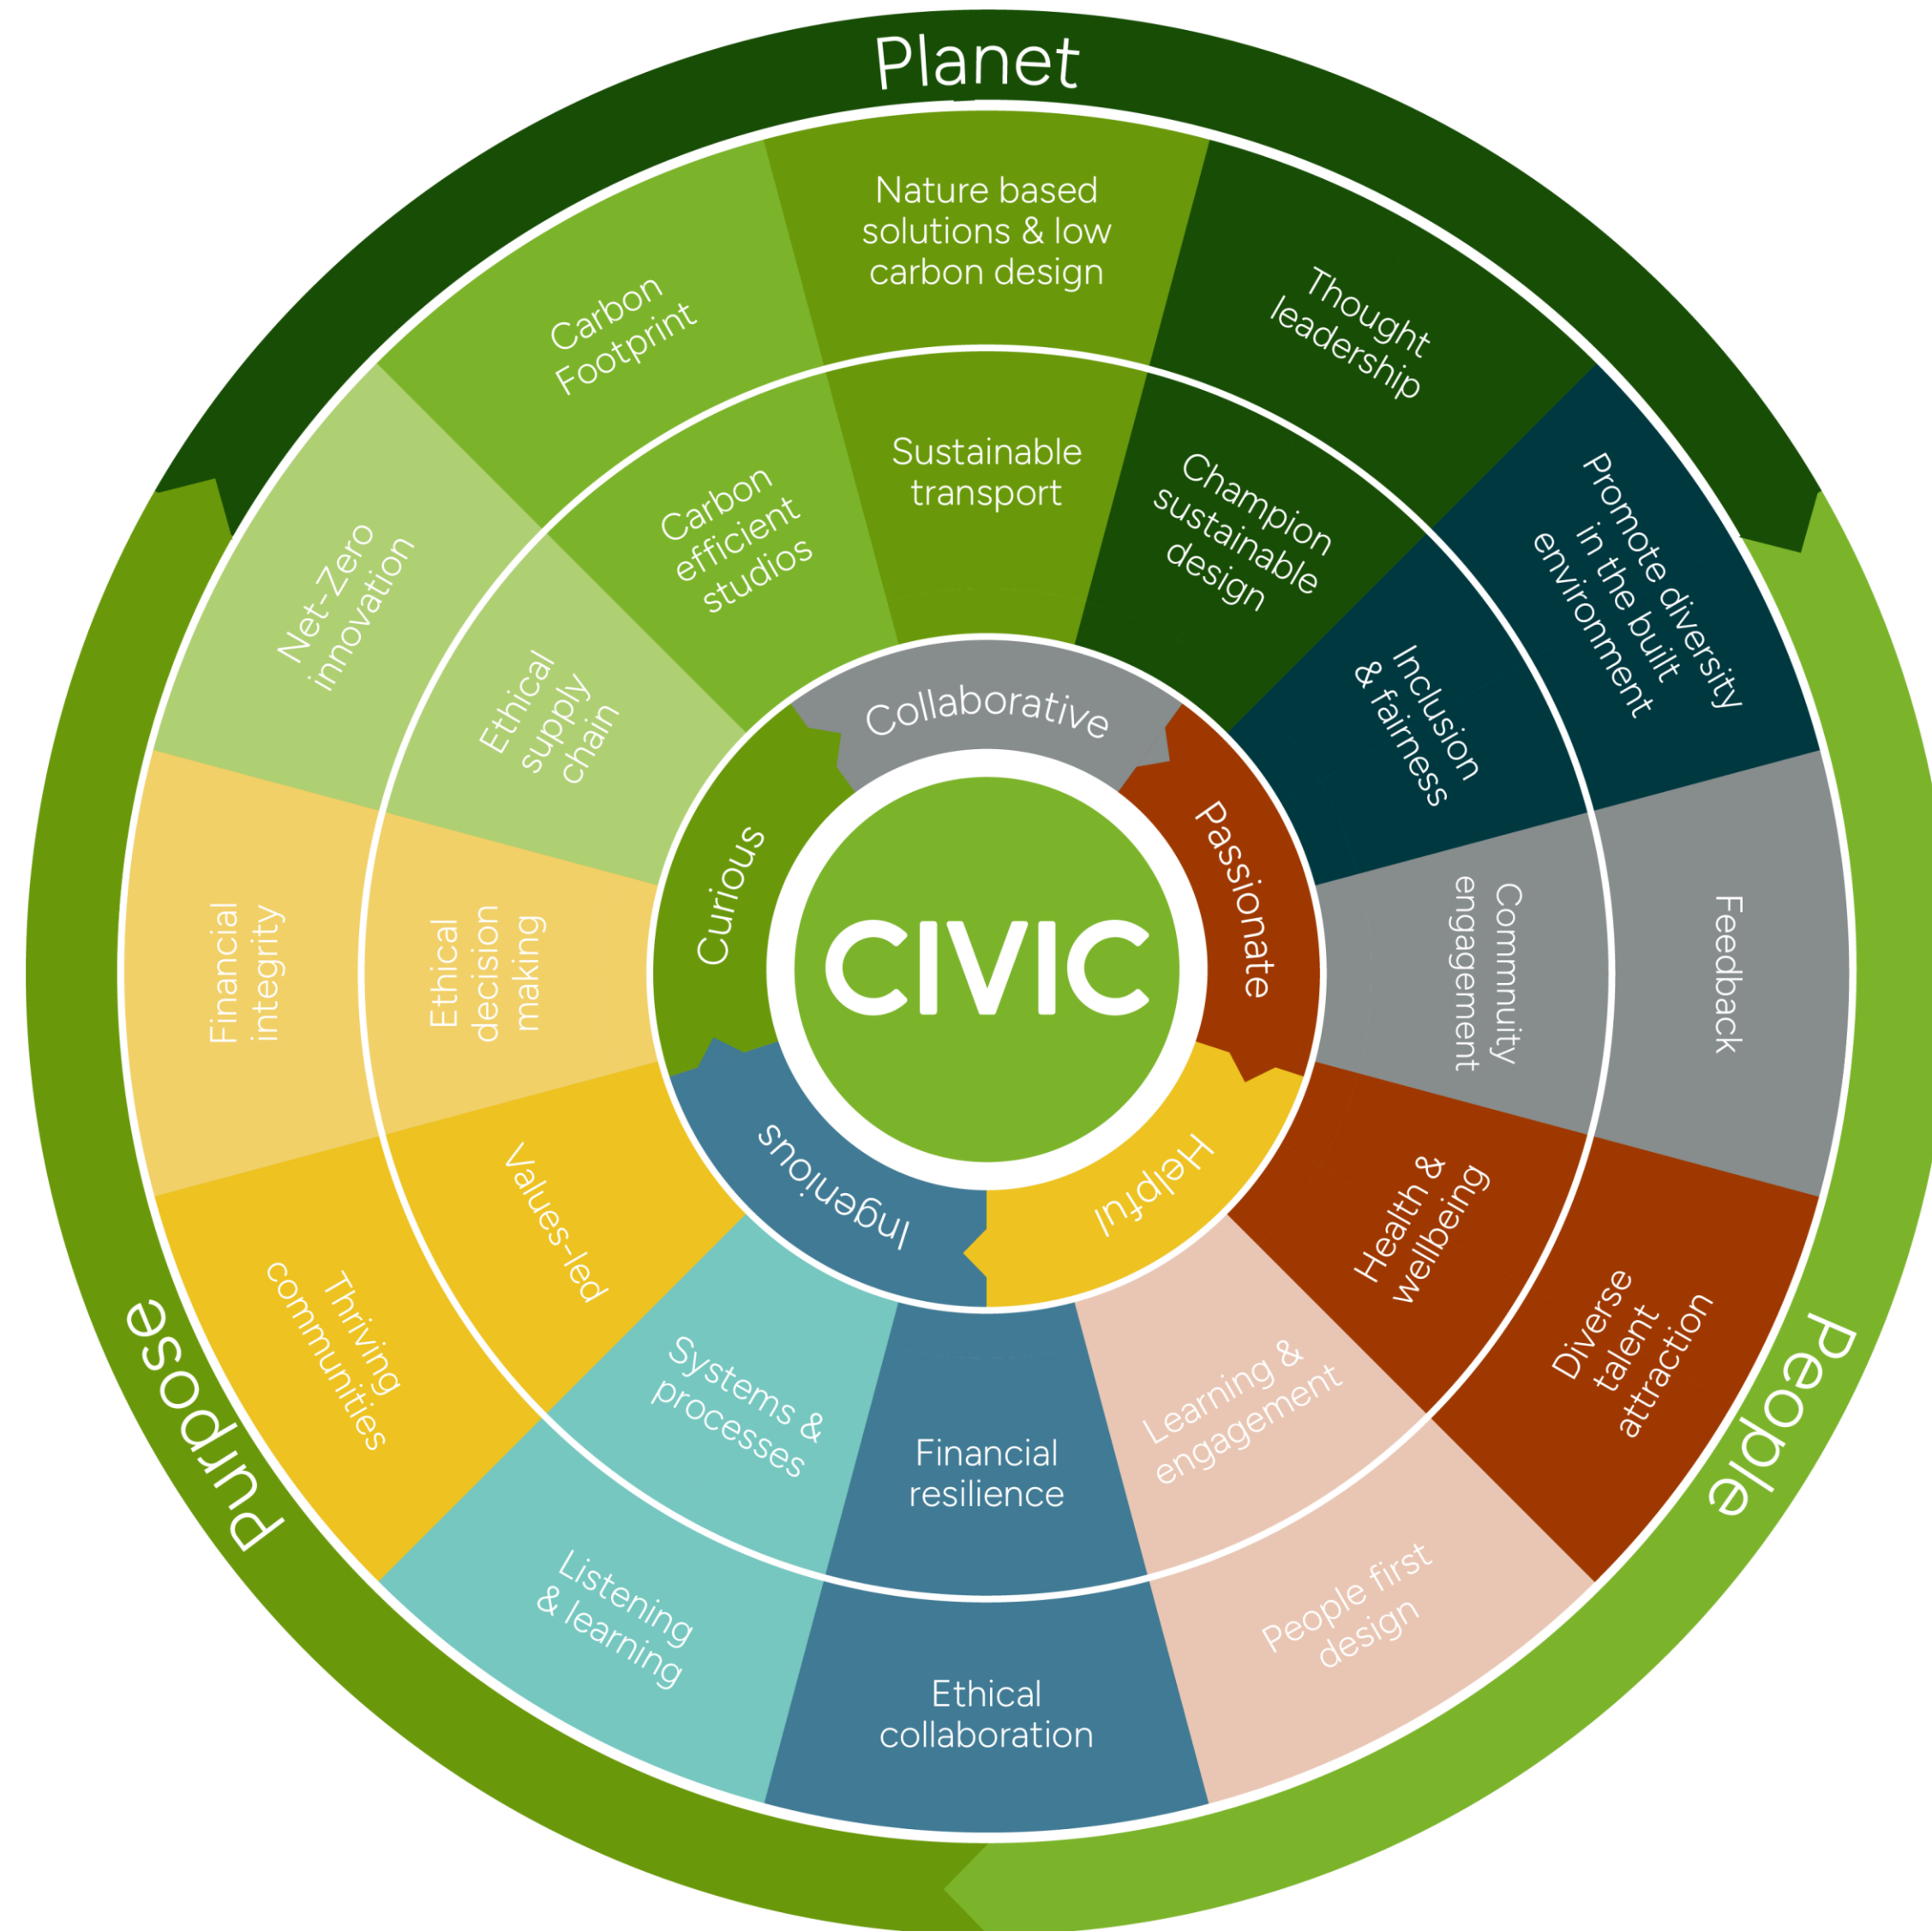 Planet
Nature based
solutions & low
carbon design
Thought
leadership
Promote diversity
in the built
environment
Feedback
Diverse
talent
attraction
People first
design
Ethical
collaboration
Listening
& learning
Thriving
communities
Financial
integrity
Net-Zero
innovation
Carbon
Footprint
Sustainable
transport
Champion
sustainable
design
Inclusion
& fairness
Community
engagement
Health &
wellbeing
Learning &
engagement
Financial
resilience
Systems &
processes
Values-led
Ethical
decision
making
Ethical
supply
chain
Carbon
efficient
studios
Collaborative
Passionate
Helpful
Ingenious
Curious
CIVIC
People
Purpose